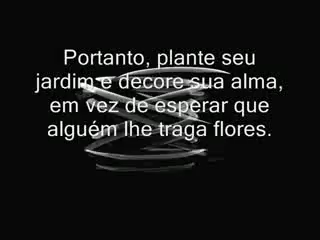 Portanto, plante seu
jardim e decore sua alma,
em vez de esperar que
alguém lhe traga flores.